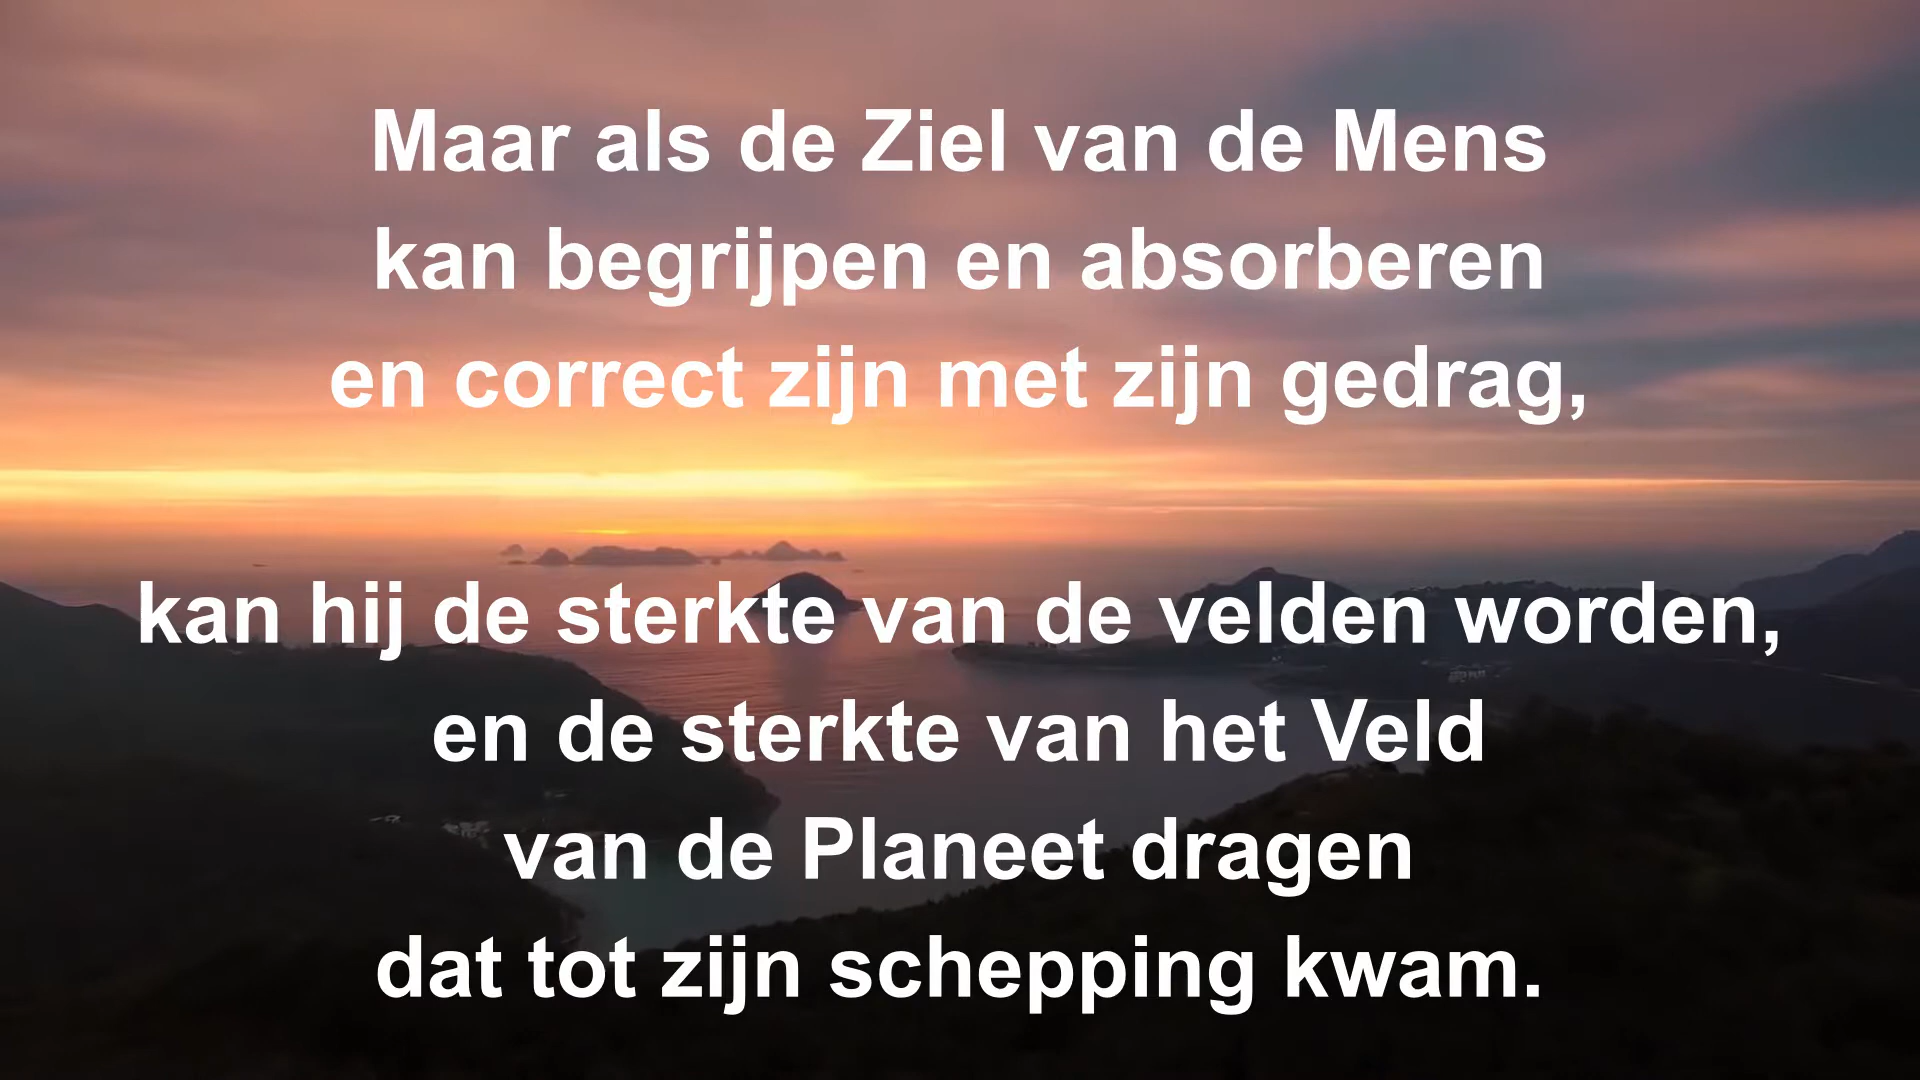 Maar als de Ziel van de Mens
kan begrijpen en absorberen
en correct zijn met zijn gedrag,
kan hij de sterkte van de velden worden,
en de sterkte van het Veld
van de Planeet dragen
dat tot zijn schepping kwam.